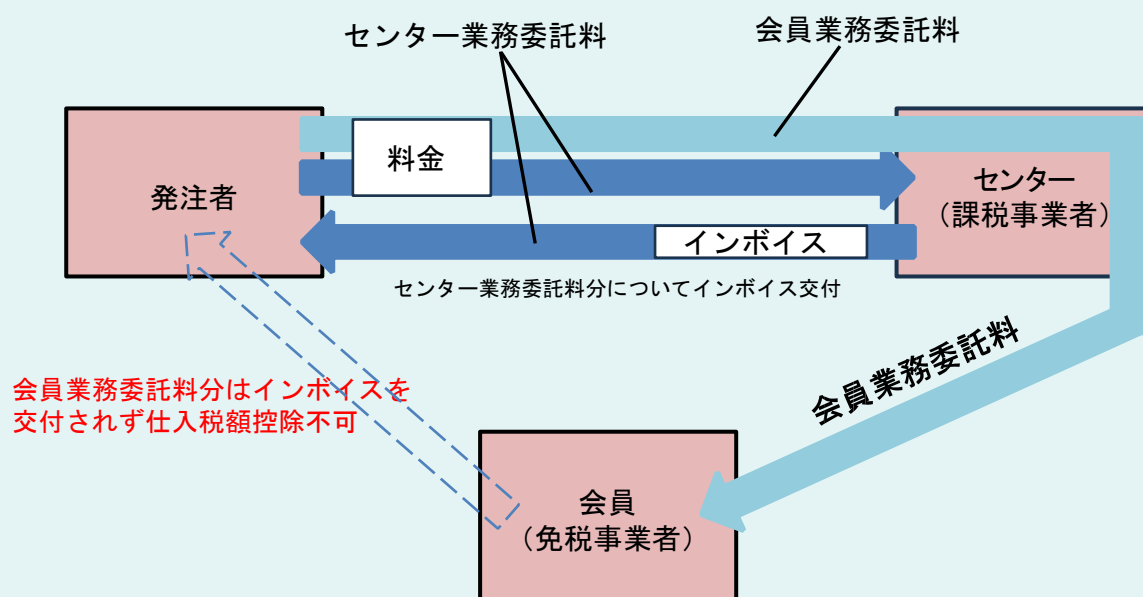 センター業務委託料
会員業務委託料
料金
発注者
センター
（課税事業者）
インボイス
センター業務委託料分についてインボイス交付
会員業務委託料
会員業務委託料分はインボイスを
交付されず仕入税額控除不可
会員
（免税事業者）